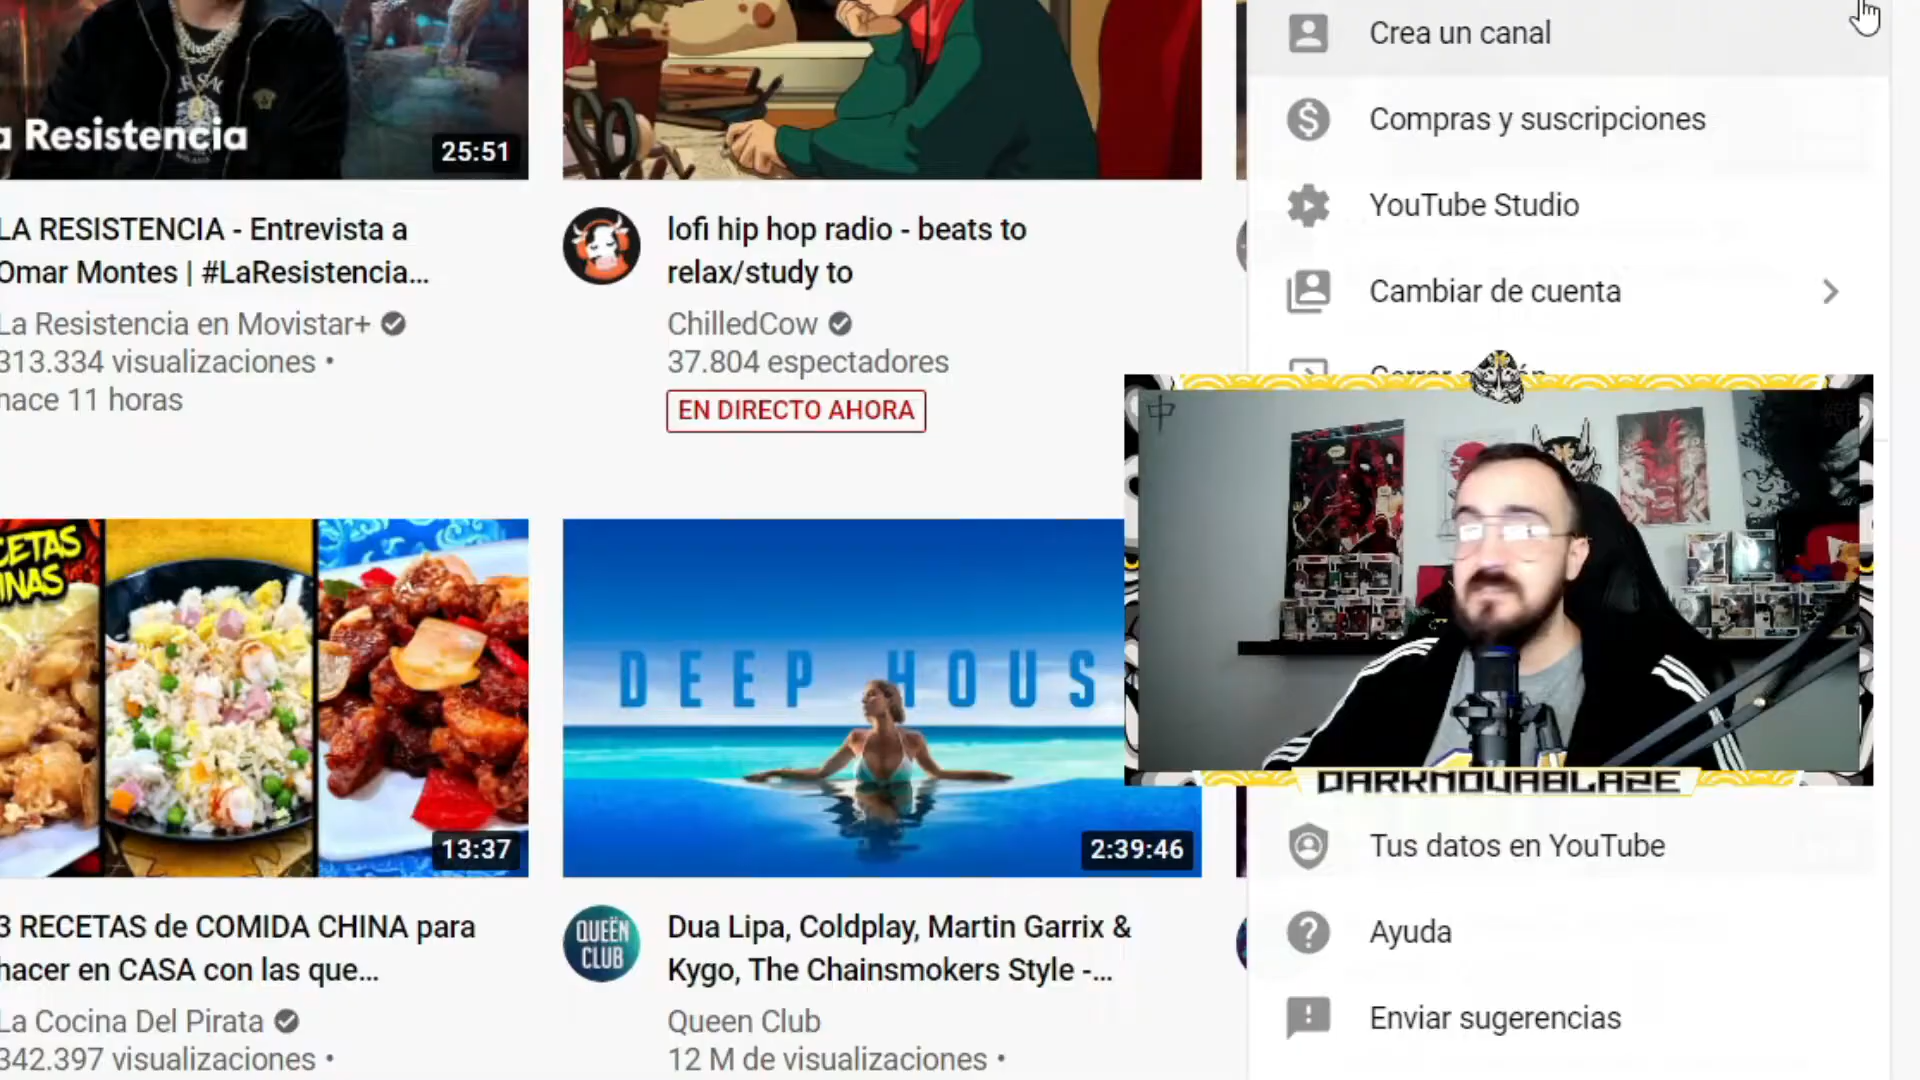 a Resistencia
25:51
LA RESISTENCIA - Entrevista a
Omar Montes | #LaResistencia...
La Resistencia en Movistar+
313.334 visualizaciones •
hace 11 horas
lofi hip hop radio - beats to
relax/study to
ChilledCow
37.804 espectadores
EN DIRECTO AHORA
CETAS
INAS
13:37
3 RECETAS de COMIDA CHINA para
hacer en CASA con las que...
La Cocina Del Pirata
342.397 visualizaciones •
DEEP HOUS
2:39:46
QUEËN
CLUB
Dua Lipa, Coldplay, Martin Garrix &
Kygo, The Chainsmokers Style -...
Queen Club
12 M de visualizaciones •
Crea un canal
Compras y suscripciones
YouTube Studio
Cambiar de cuenta
中
DARKNOVABLAZE
Tus datos en YouTube
Ayuda
Enviar sugerencias